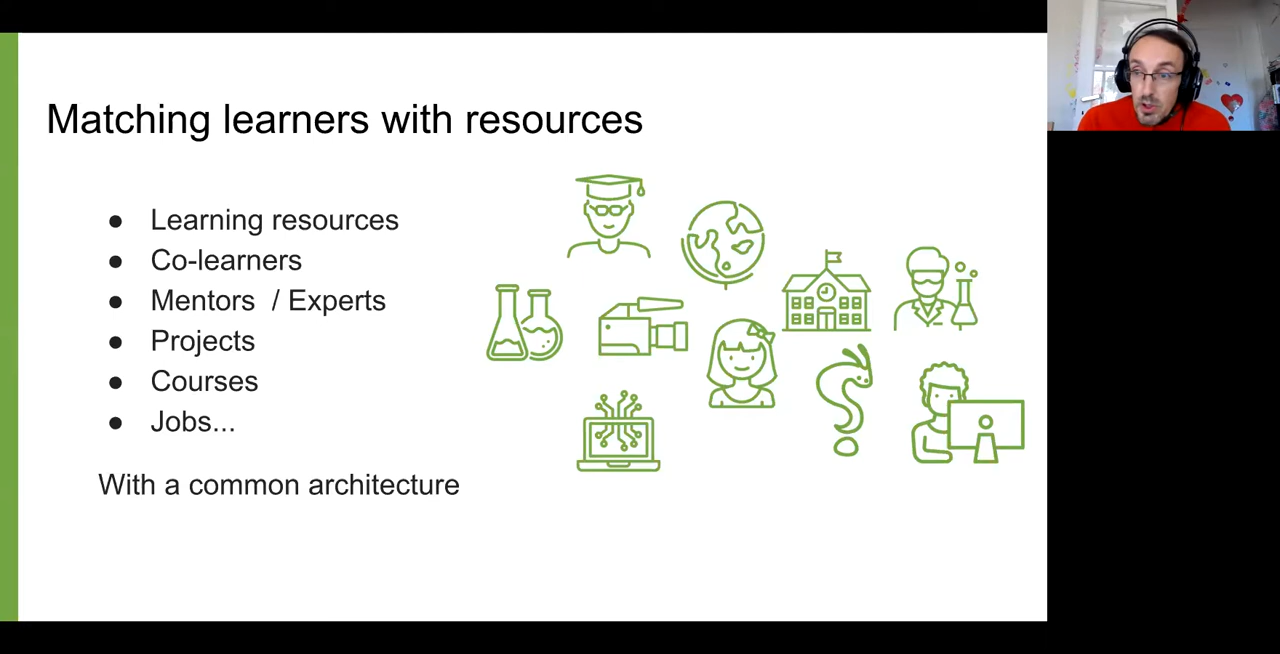 Matching learners with resources
● Learning resources
● Co-learners
● Mentors / Experts
● Projects
● Courses
● Jobs...
With a common architecture